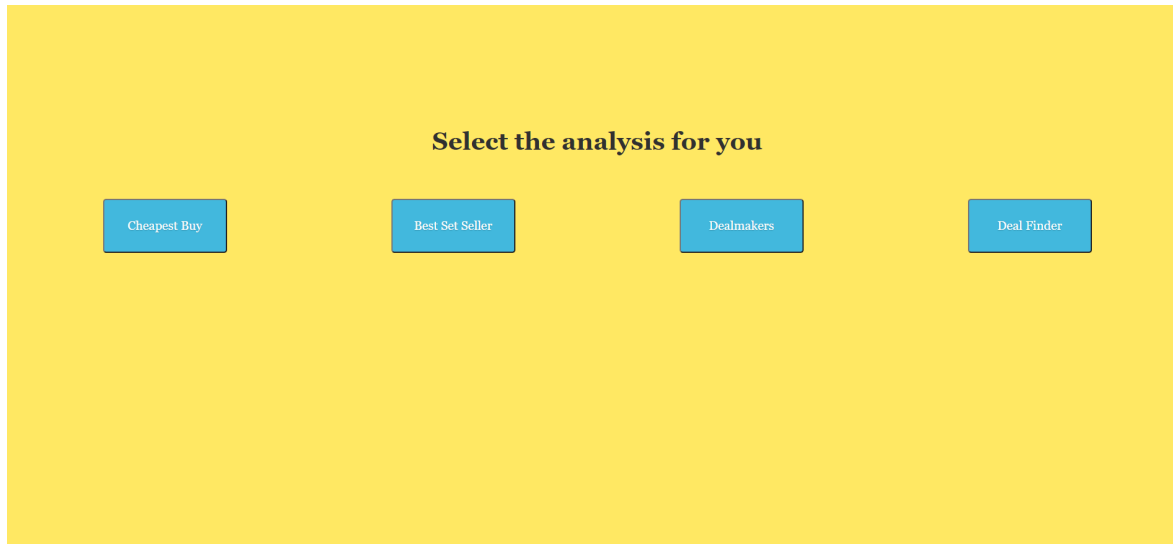 Select the analysis for you
Cheapest Buy
Best Set Seller
Dealmakers
Deal Finder